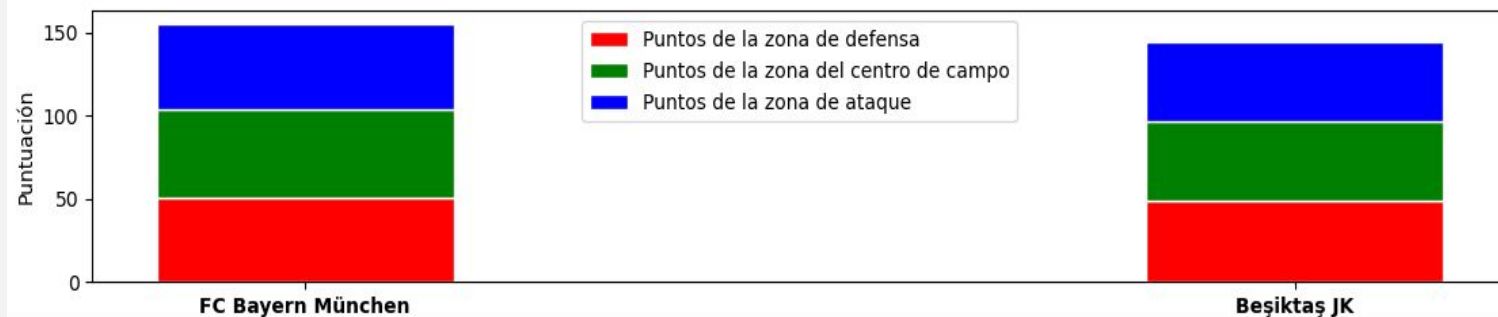 150
100
50
0
Puntuación
Puntos de la zona de defensa
Puntos de la zona del centro de campo
Puntos de la zona de ataque
FC Bayern München
Beşiktaş JK